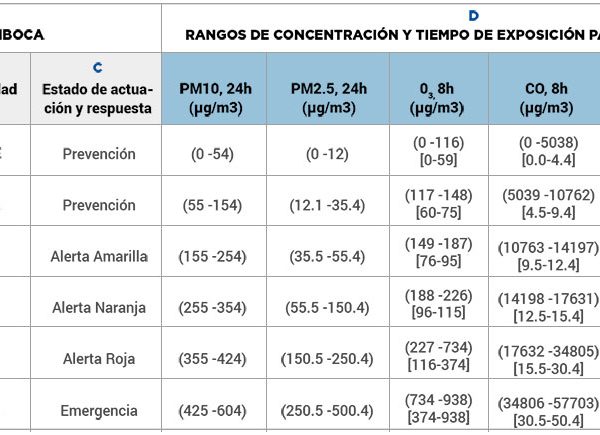 D
IBOCA
RANGOS DE CONCENTRACIÓN Y TIEMPO DE EXPOSICIÓN PA
C
dad
Estado de actua-
ción y respuesta
PM10, 24h
(µg/m3)
PM2.5, 24h
(µg/m3)
03, 8h
(µg/m3)
CO, 8h
(µg/m3)
Prevención
(0 -54)
(0 -12)
(0 -116)
[0-59]
(0 -5038)
[0.0-4.4]
Prevención
(55 -154)
(12.1 -35.4)
(117 -148)
[60-75]
(5039 -10762)
[4.5-9.4]
Alerta Amarilla
(155 -254)
(35.5 -55.4)
(149 -187)
[76-95]
(10763 -14197)
[9.5-12.4]
Alerta Naranja
(255 -354)
(55.5 -150.4)
(188 -226)
[96-115]
(14198 -17631)
[12.5-15.4]
Alerta Roja
(355 -424)
(150.5 -250.4)
(227 -734)
[116-374]
(17632 -34805)
[15.5-30.4]
Emergencia
(425 -604)
(250.5 -500.4)
(734 -938)
[374-938]
(34806 -57703)
[30.5-50.4]